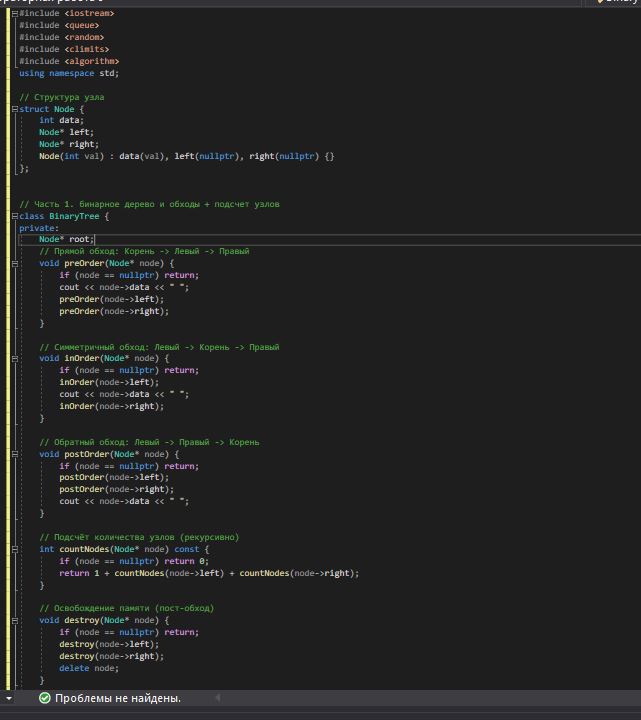 #include <iostream>
#include <queue>
#include <random>
#include <climits>
#include <algorithm>
using namespace std;
// Структура узла
struct Node {
    int data;
    Node* left;
    Node* right;
    Node(int val) : data(val), left(nullptr), right(nullptr) {}
};
// Часть 1. бинарное дерево и обходы + подсчет узлов
class BinaryTree {
private:
    Node* root;
    // Прямой обход: Корень -> Левый -> Правый
    void preOrder(Node* node) {
        if (node == nullptr) return;
        cout << node->data << " ";
        preOrder(node->left);
        preOrder(node->right);
    }
    // Симметричный обход: Левый -> Корень -> Правый
    void inOrder(Node* node) {
        if (node == nullptr) return;
        inOrder(node->left);
        cout << node->data << " ";
        inOrder(node->right);
    }
    // Обратный обход: Левый -> Правый -> Корень
    void postOrder(Node* node) {
        if (node == nullptr) return;
        postOrder(node->left);
        postOrder(node->right);
        cout << node->data << " ";
    }
    // Подсчёт количества узлов (рекурсивно)
    int countNodes(Node* node) const {
        if (node == nullptr) return 0;
        return 1 + countNodes(node->left) + countNodes(node->right);
    }
    // Освобождение памяти (пост-обход)
    void destroy(Node* node) {
        if (node == nullptr) return;
        destroy(node->left);
        destroy(node->right);
        delete node;
    }
Проблемы не найдены.